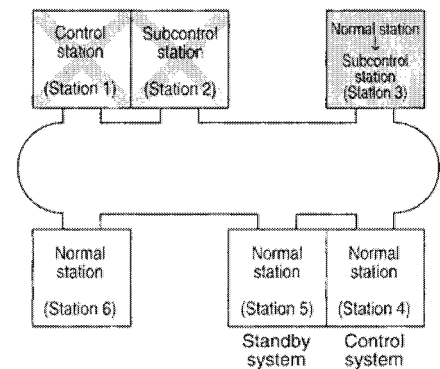 Control
station
(Station 1)
Subcontrol
station
(Station 2)
Normal station
↓
Subcontrol
station
(Station 3)
Normal
station
(Station 6)
Normal
station
(Station 5)
Normal
station
(Station 4)
Standby
system
Control
system